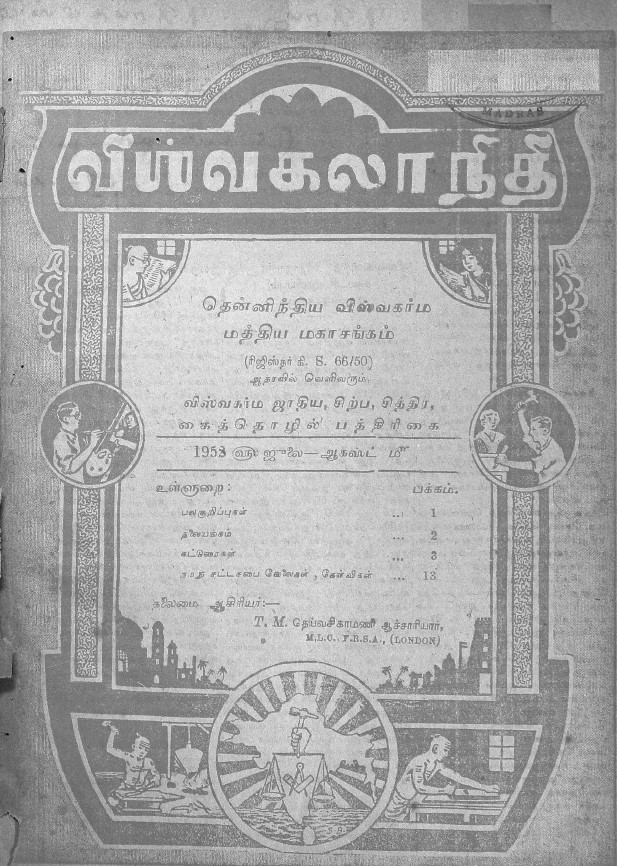 MADRAS
விஸ்வகலாநிதி
தென்னிந்திய விஸ்வகர்ம
மத்திய மகாசங்கம்
(ரிஜிஸ்தர் நி. S. 66/50)
ஆதரவில் வெளிவரும்
விஸ்வகர்ம ஜாதிய, சிற்ப, சித்திர,
கைத்தொழில் பத்திரிகை
1953 ௵ ஜுலை—ஆகஸ்ட் ௴
உள்ளுறை: பக்கம்.
பலகுறிப்புகள் ... 1
தலையங்கம் ... 2
கட்டுரைகள் ... 3
சட்டசபை வேலைகள், கேள்விகள் ... 13
தலைமை ஆசிரியர்:—
T. M. தெய்வசிகாமணி ஆச்சாரியார்,
M.L.C., F.R.S.A., (LONDON)